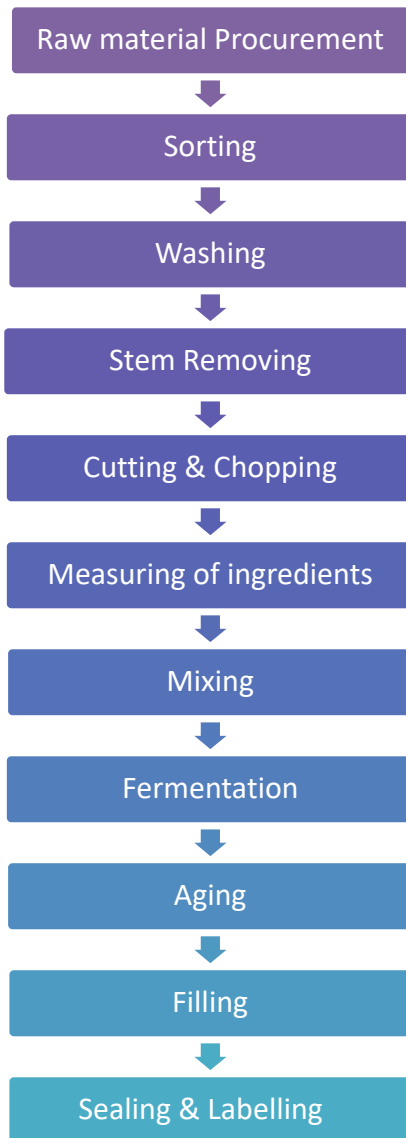 Raw material Procurement
Sorting
Washing
Stem Removing
Cutting & Chopping
Measuring of ingredients
Mixing
Fermentation
Aging
Filling
Sealing & Labelling